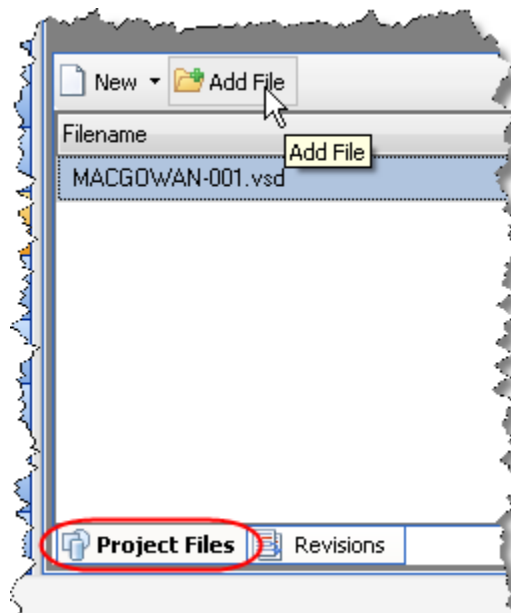 New Add File
Filename
Add File
MACGOWAN-001.vsd
Project Files Revisions